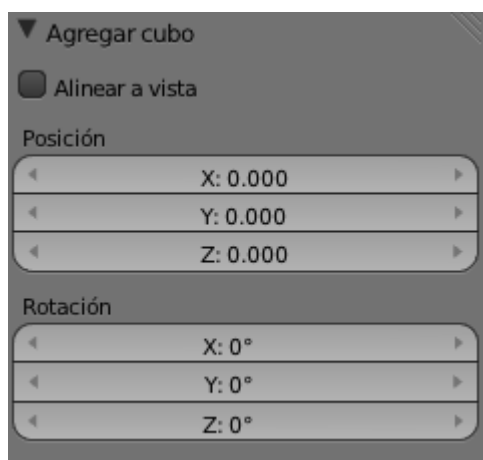 Agregar cubo
Alinear a vista
Posición
X: 0.000
Y: 0.000
Z: 0.000
Rotación
X: 0°
Y: 0°
Z: 0°